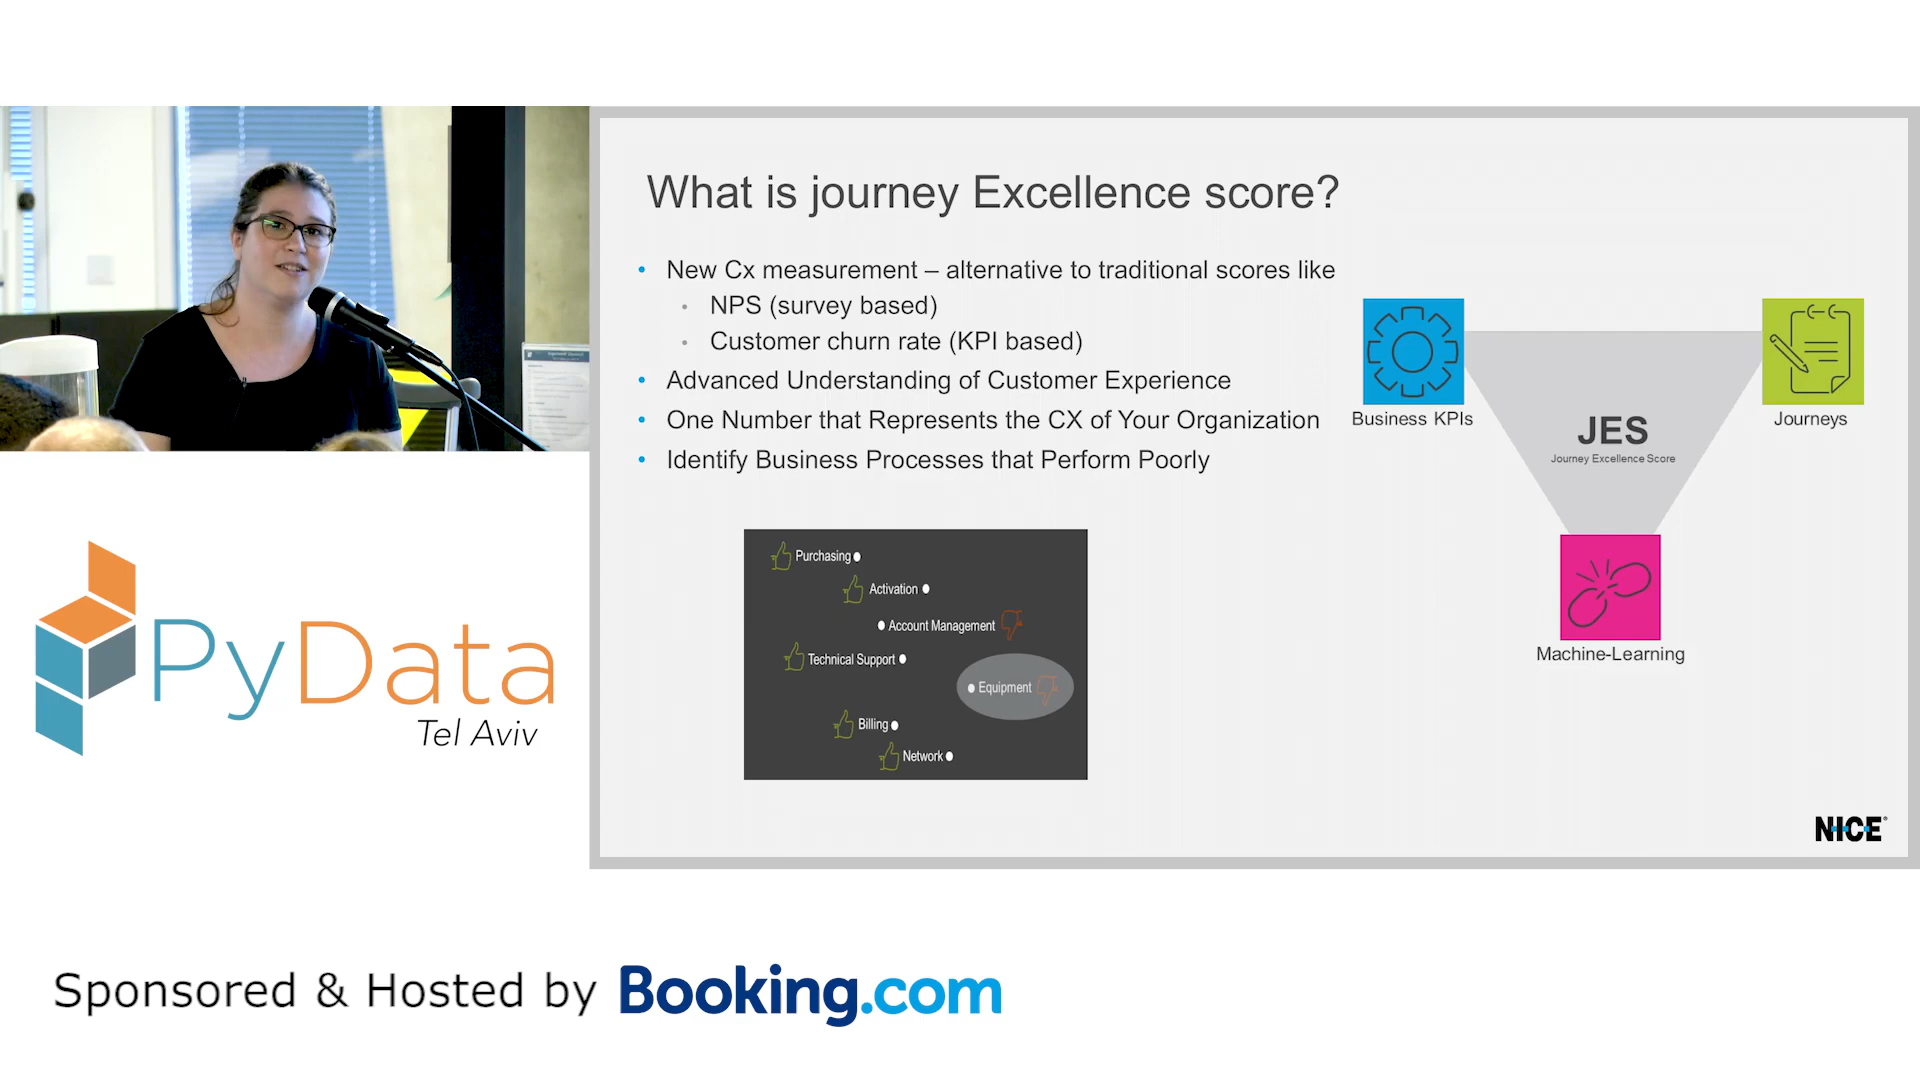 What is journey Excellence score?
• New Cx measurement – alternative to traditional scores like
• NPS (survey based)
• Customer churn rate (KPI based)
• Advanced Understanding of Customer Experience
• One Number that Represents the CX of Your Organization
• Identify Business Processes that Perform Poorly
Business KPIs
Journeys
JES
Journey Excellence Score
Machine-Learning
Purchasing
Activation
Account Management
Technical Support
Equipment
Billing
Network
NICE®
PyData
Tel Aviv
Sponsored & Hosted by Booking.com